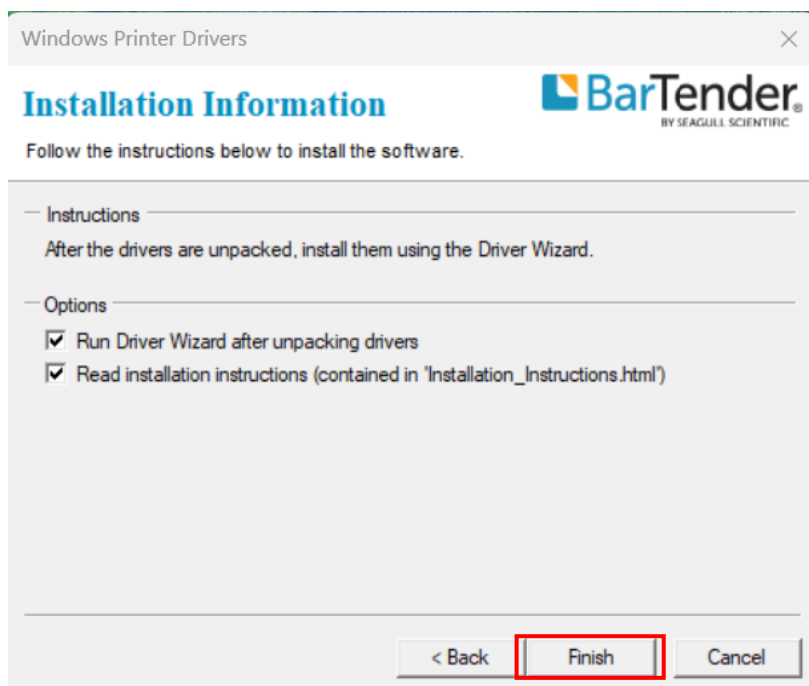 Windows Printer Drivers
Installation Information
BarTender®
BY SEAGULL SCIENTIFIC
Follow the instructions below to install the software.
Instructions
After the drivers are unpacked, install them using the Driver Wizard.
Options
Run Driver Wizard after unpacking drivers
Read installation instructions (contained in 'Installation_Instructions.html')
< Back Finish Cancel